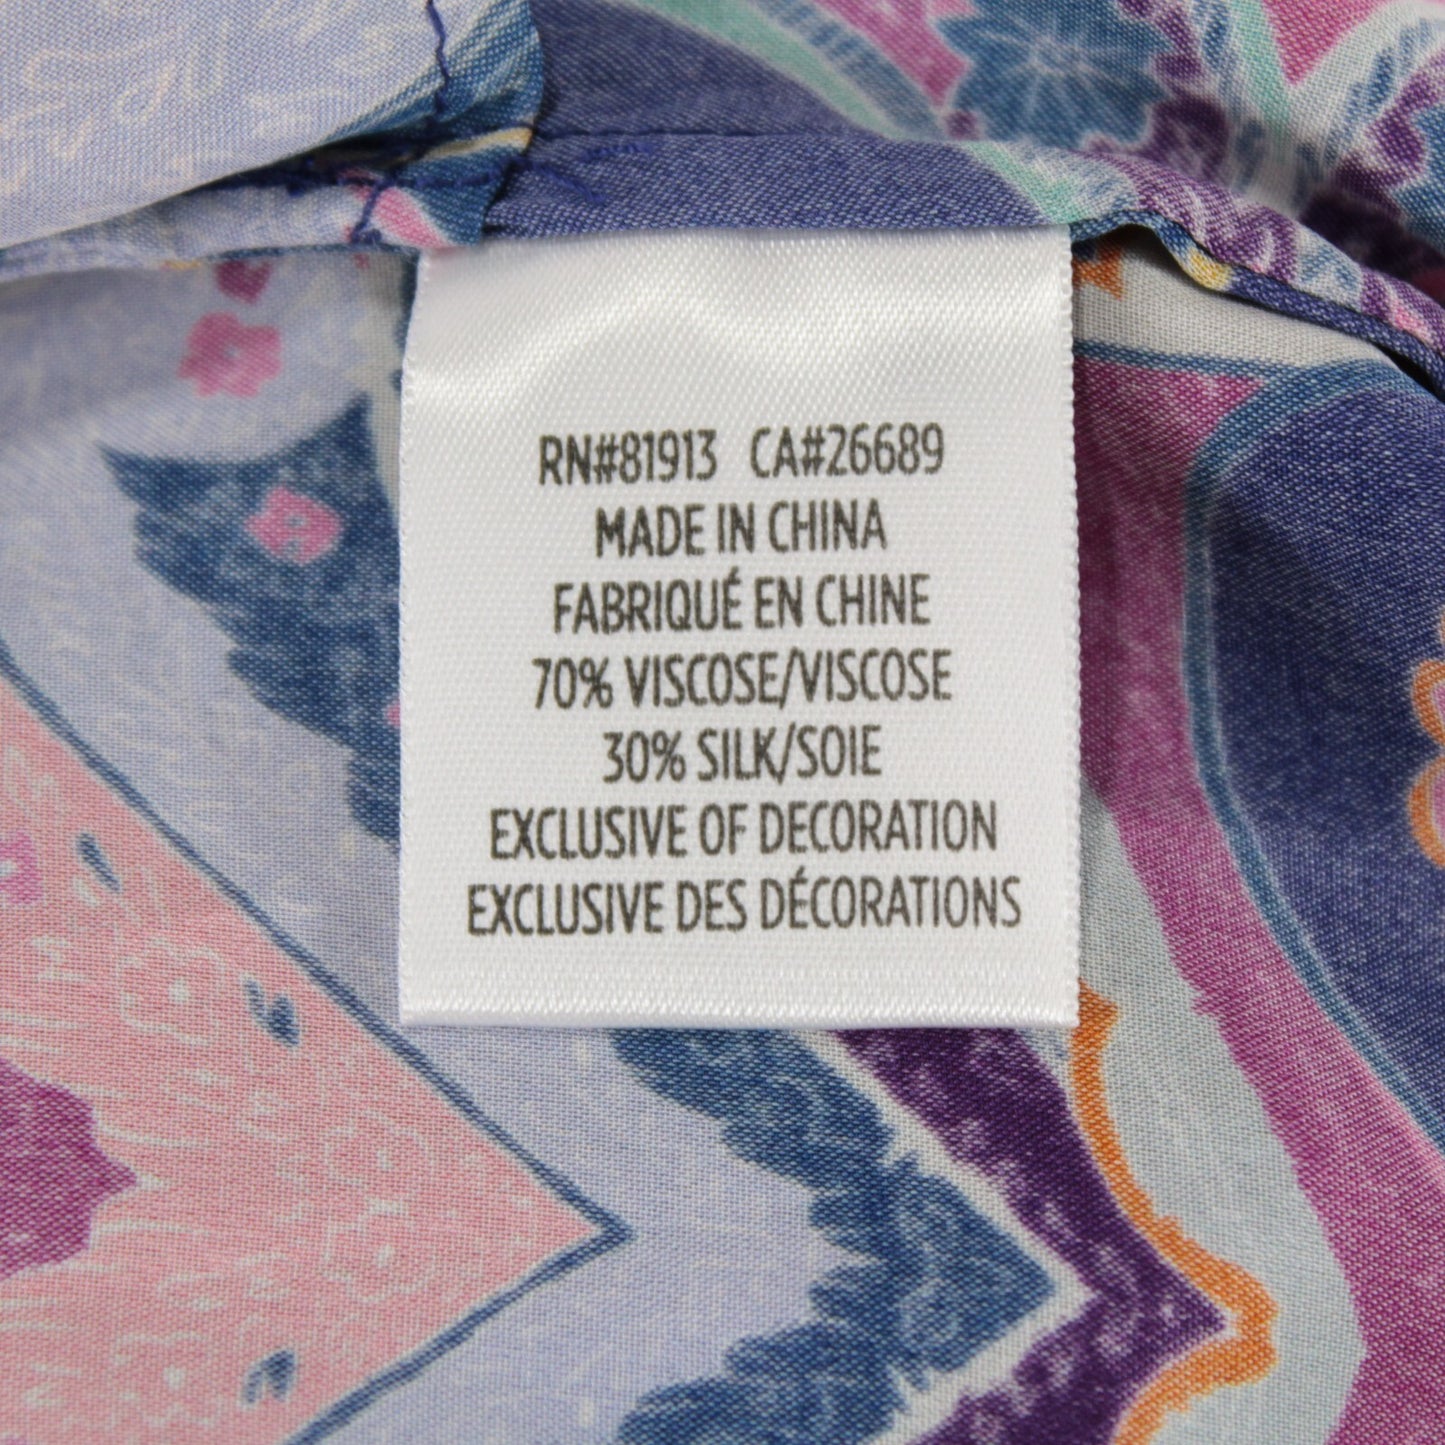 RN#81913 CA#26689
MADE IN CHINA
FABRIQUÉ EN CHINE
70% VISCOSE/VISCOSE
30% SILK/SOIE
EXCLUSIVE OF DECORATION
EXCLUSIVE DES DÉCORATIONS